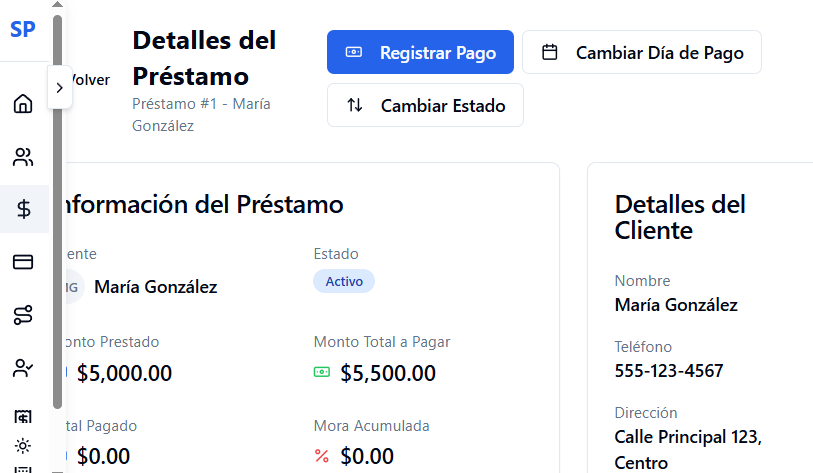 SP
Volver
Detalles del
Préstamo
Préstamo #1 - María
González
Registrar Pago
Cambiar Día de Pago
Cambiar Estado
nformación del Préstamo
ente
Estado
María González
Activo
onto Prestado
Monto Total a Pagar
$5,000.00
$5,500.00
tal Pagado
Mora Acumulada
$0.00
$0.00
Detalles del
Cliente
Nombre
María González
Teléfono
555-123-4567
Dirección
Calle Principal 123,
Centro